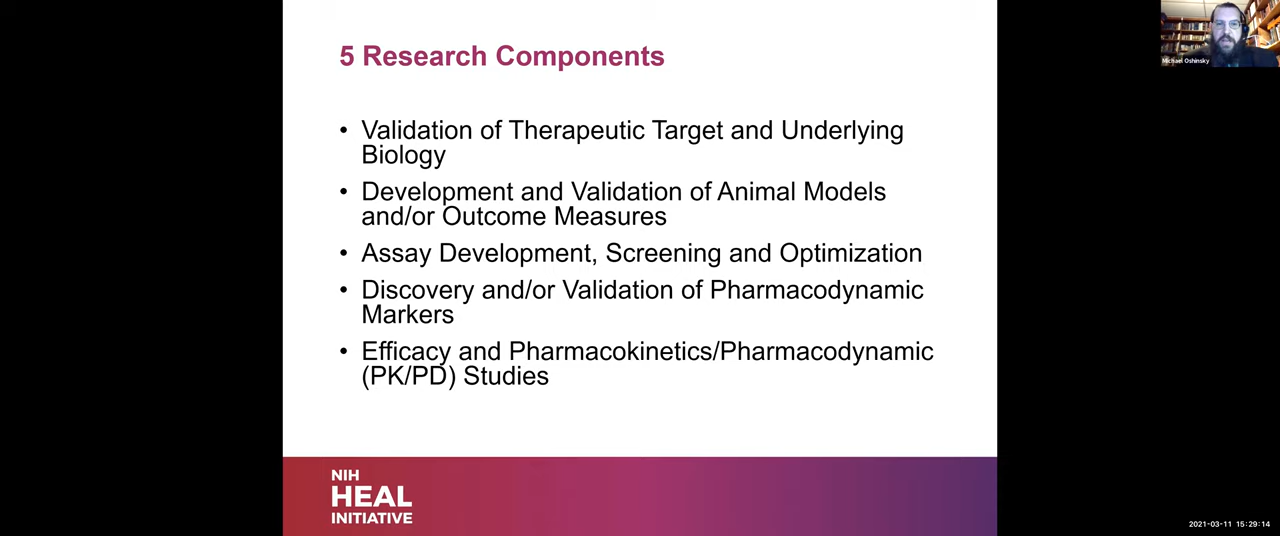 5 Research Components
• Validation of Therapeutic Target and Underlying
Biology
• Development and Validation of Animal Models
and/or Outcome Measures
• Assay Development, Screening and Optimization
• Discovery and/or Validation of Pharmacodynamic
Markers
• Efficacy and Pharmacokinetics/Pharmacodynamic
(PK/PD) Studies
NIH
HEAL
INITIATIVE
Michael Oshinsky
2021-03-11 15:29:14